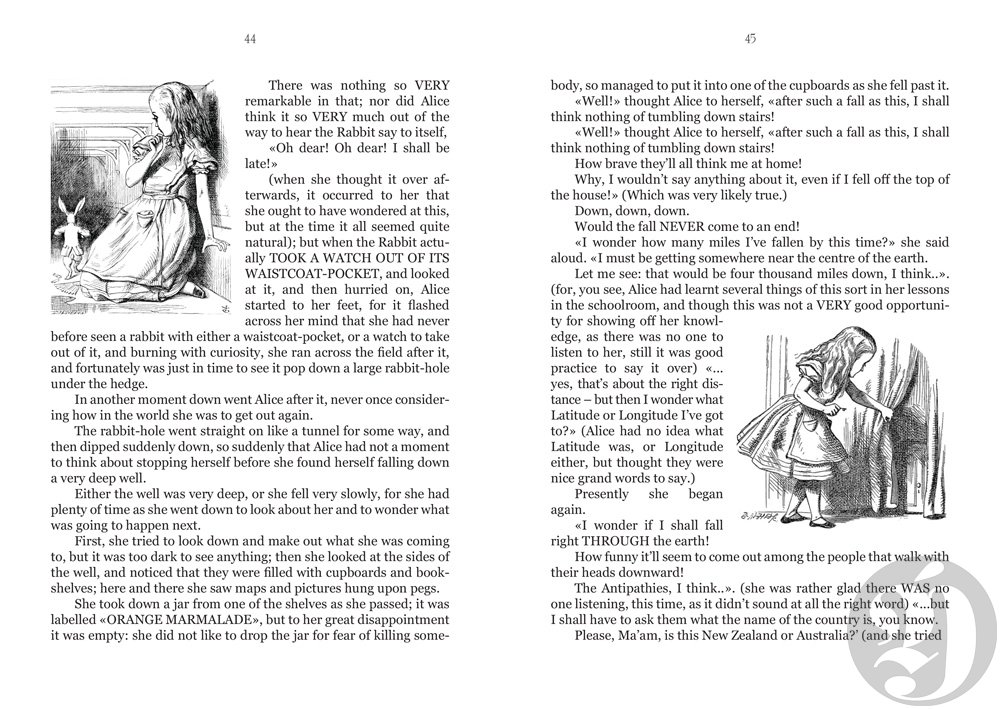 44
There was nothing so VERY
remarkable in that; nor did Alice
think it so VERY much out of the
way to hear the Rabbit say to itself,
«Oh dear! Oh dear! I shall be
late!»
(when she thought it over af-
terwards, it occurred to her that
she ought to have wondered at this,
but at the time it all seemed quite
natural); but when the Rabbit actu-
ally TOOK A WATCH OUT OF ITS
WAISTCOAT-POCKET, and looked
at it, and then hurried on, Alice
started to her feet, for it flashed
across her mind that she had never
before seen a rabbit with either a waistcoat-pocket, or a watch to take
out of it, and burning with curiosity, she ran across the field after it,
and fortunately was just in time to see it pop down a large rabbit-hole
under the hedge.
In another moment down went Alice after it, never once consider-
ing how in the world she was to get out again.
The rabbit-hole went straight on like a tunnel for some way, and
then dipped suddenly down, so suddenly that Alice had not a moment
to think about stopping herself before she found herself falling down
a very deep well.
Either the well was very deep, or she fell very slowly, for she had
plenty of time as she went down to look about her and to wonder what
was going to happen next.
First, she tried to look down and make out what she was coming
to, but it was too dark to see anything; then she looked at the sides of
the well, and noticed that they were filled with cupboards and book-
shelves; here and there she saw maps and pictures hung upon pegs.
She took down a jar from one of the shelves as she passed; it was
labelled «ORANGE MARMALADE», but to her great disappointment
it was empty: she did not like to drop the jar for fear of killing some-
45
body, so managed to put it into one of the cupboards as she fell past it.
«Well!» thought Alice to herself, «after such a fall as this, I shall
think nothing of tumbling down stairs!
«Well!» thought Alice to herself, «after such a fall as this, I shall
think nothing of tumbling down stairs!
How brave they'll all think me at home!
Why, I wouldn't say anything about it, even if I fell off the top of
the house!» (Which was very likely true.)
Down, down, down.
Would the fall NEVER come to an end!
«I wonder how many miles I've fallen by this time?» she said
aloud. «I must be getting somewhere near the centre of the earth.
Let me see: that would be four thousand miles down, I think..».
(for, you see, Alice had learnt several things of this sort in her lessons
in the schoolroom, and though this was not a VERY good opportuni-
ty for showing off her knowl-
edge, as there was no one to
listen to her, still it was good
practice to say it over) «...
yes, that's about the right dis-
tance – but then I wonder what
Latitude or Longitude I've got
to?» (Alice had no idea what
Latitude was, or Longitude
either, but thought they were
nice grand words to say.)
Presently she began
again.
«I wonder if I shall fall
right THROUGH the earth!
How funny it'll seem to come out among the people that walk with
their heads downward!
The Antipathies, I think..». (she was rather glad there WAS no
one listening, this time, as it didn't sound at all the right word) «...but
I shall have to ask them what the name of the country is, you know.
Please, Ma'am, is this New Zealand or Australia?' (and she tried